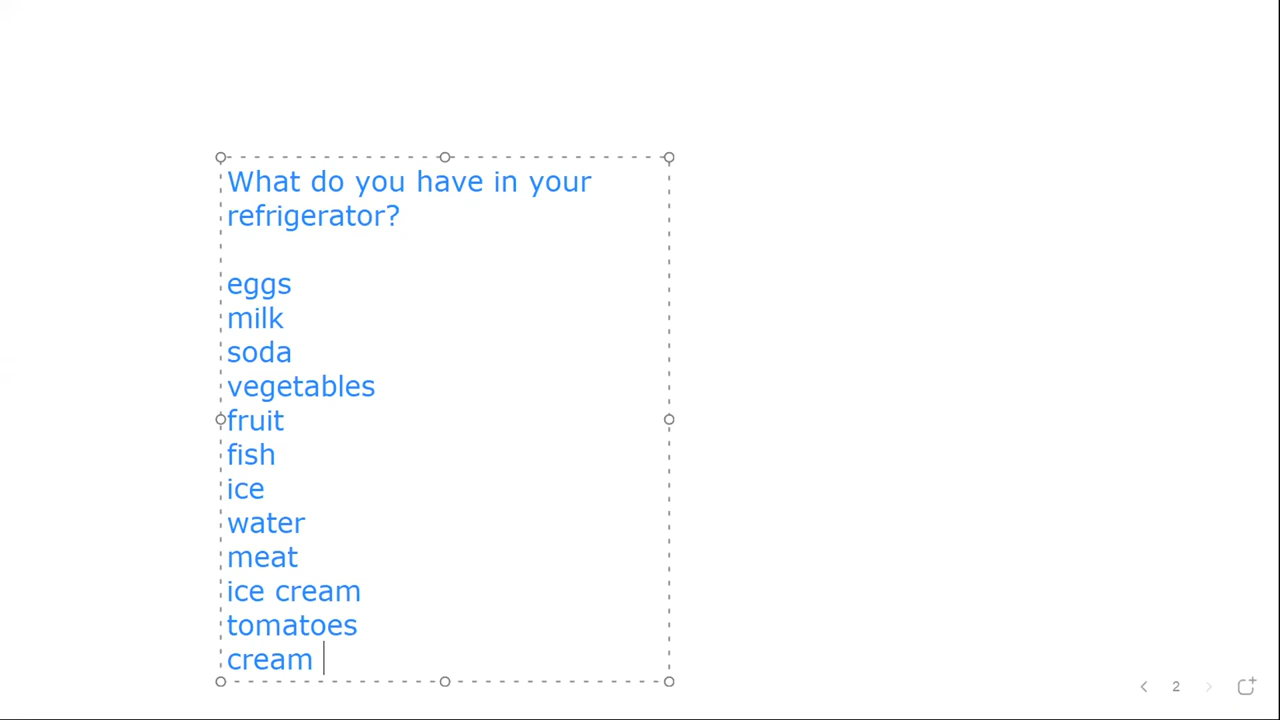 What do you have in your
refrigerator?
eggs
milk
soda
vegetables
fruit
fish
ice
water
meat
ice cream
tomatoes
cream
2